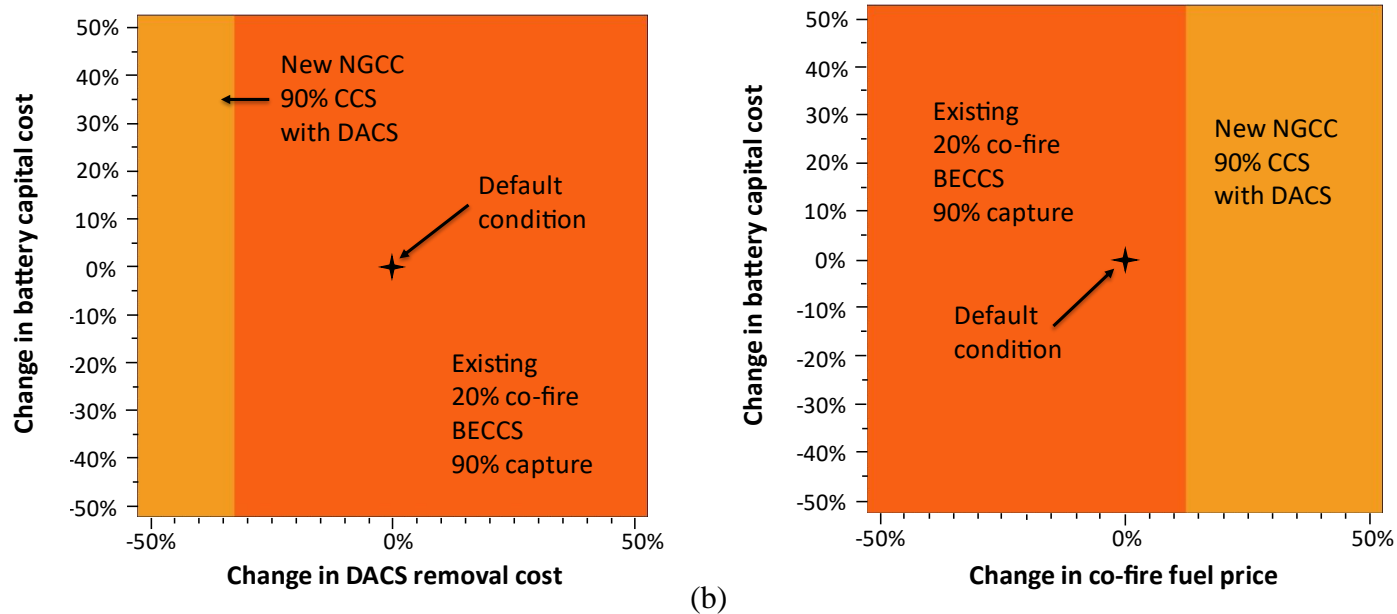 Change in battery capital cost
50%
40%
30%
20%
10%
0%
-10%
-20%
-30%
-40%
-50%
New NGCC
90% CCS
with DACS
Default
condition
Existing
20% co-fire
BECCS
90% capture
-50%
0%
50%
Change in DACS removal cost
(b)
Change in battery capital cost
50%
40%
30%
20%
10%
0%
-10%
-20%
-30%
-40%
-50%
Existing
20% co-fire
BECCS
90% capture
New NGCC
90% CCS
with DACS
Default
condition
-50%
0%
50%
Change in co-fire fuel price